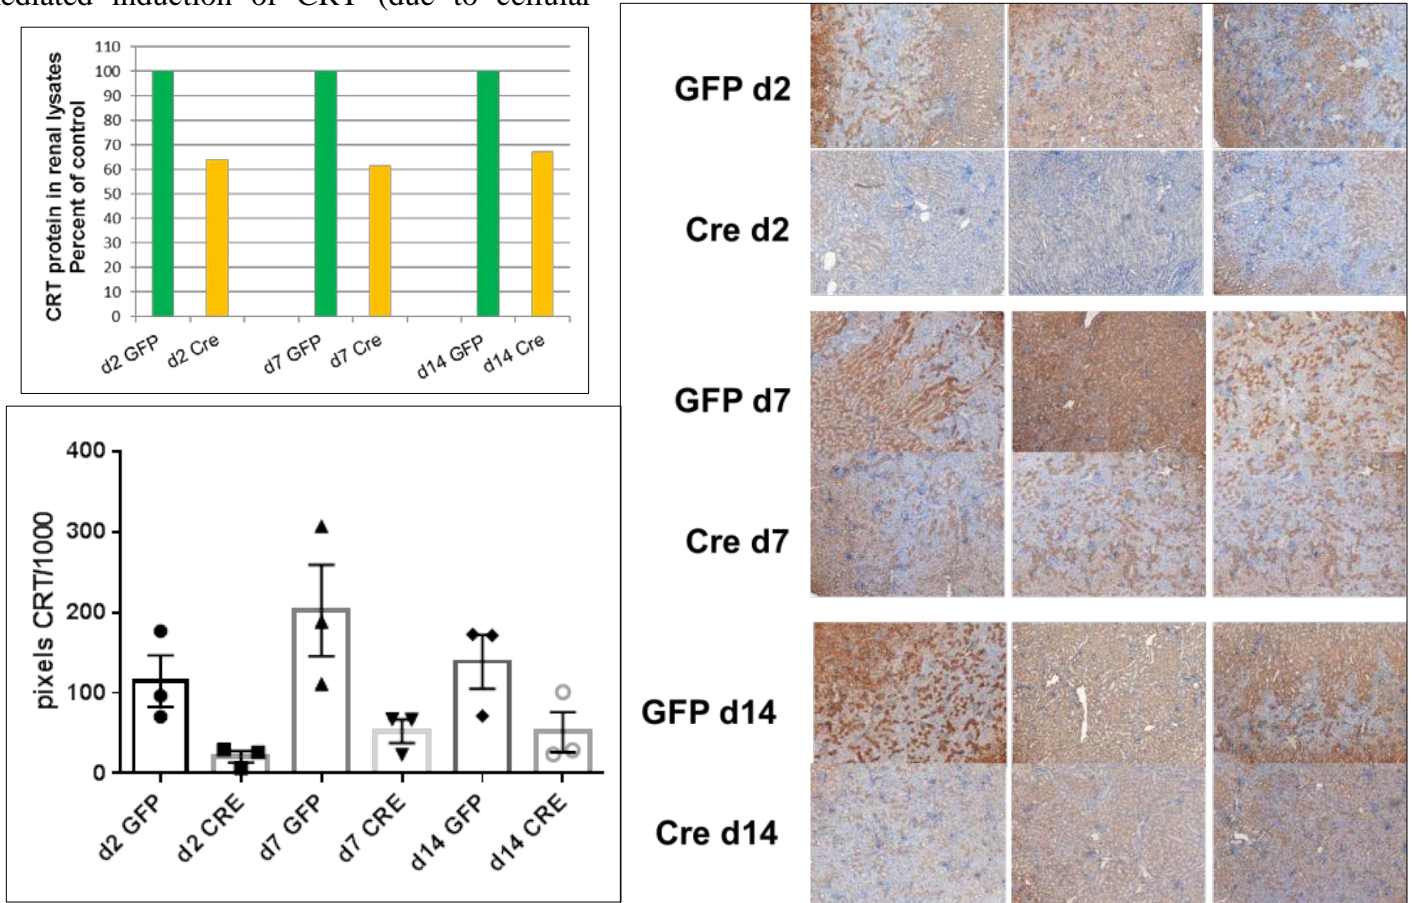 ediated induction of CRT (due to cellular
CRT protein in renal lysates
Percent of control
110
100
90
80
70
60
50
40
30
20
10
0
d2 GFP
d2 Cre
d7 GFP
d7 Cre
d14 GFP
d14 Cre
pixels CRT/1000
400
300
200
100
0
d2 GFP
d2 CRE
d7 GFP
d7 CRE
d14 GFP
d14 CRE
GFP d2
Cre d2
GFP d7
Cre d7
GFP d14
Cre d14